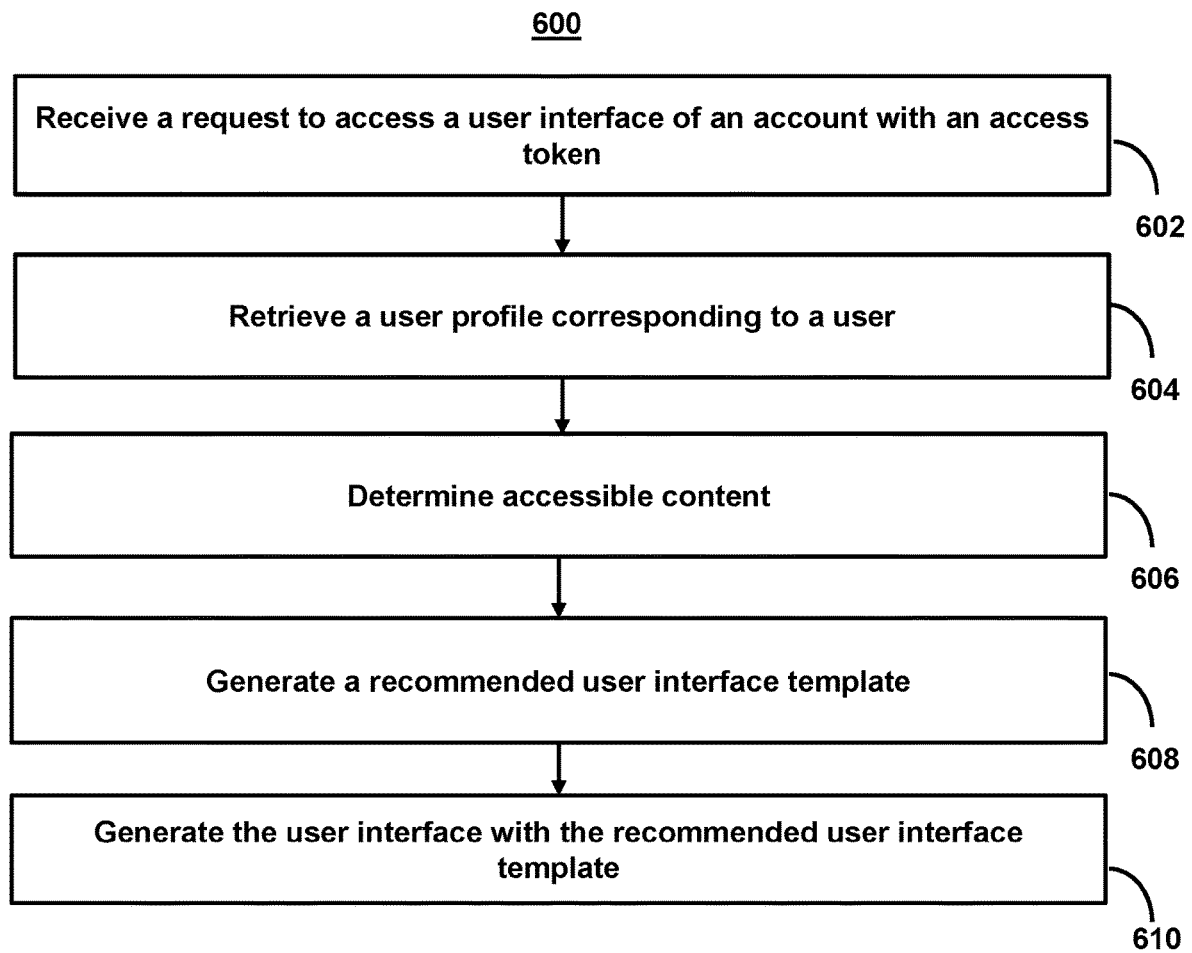 600
Receive a request to access a user interface of an account with an access
token
602
Retrieve a user profile corresponding to a user
604
Determine accessible content
606
Generate a recommended user interface template
608
Generate the user interface with the recommended user interface
template
610